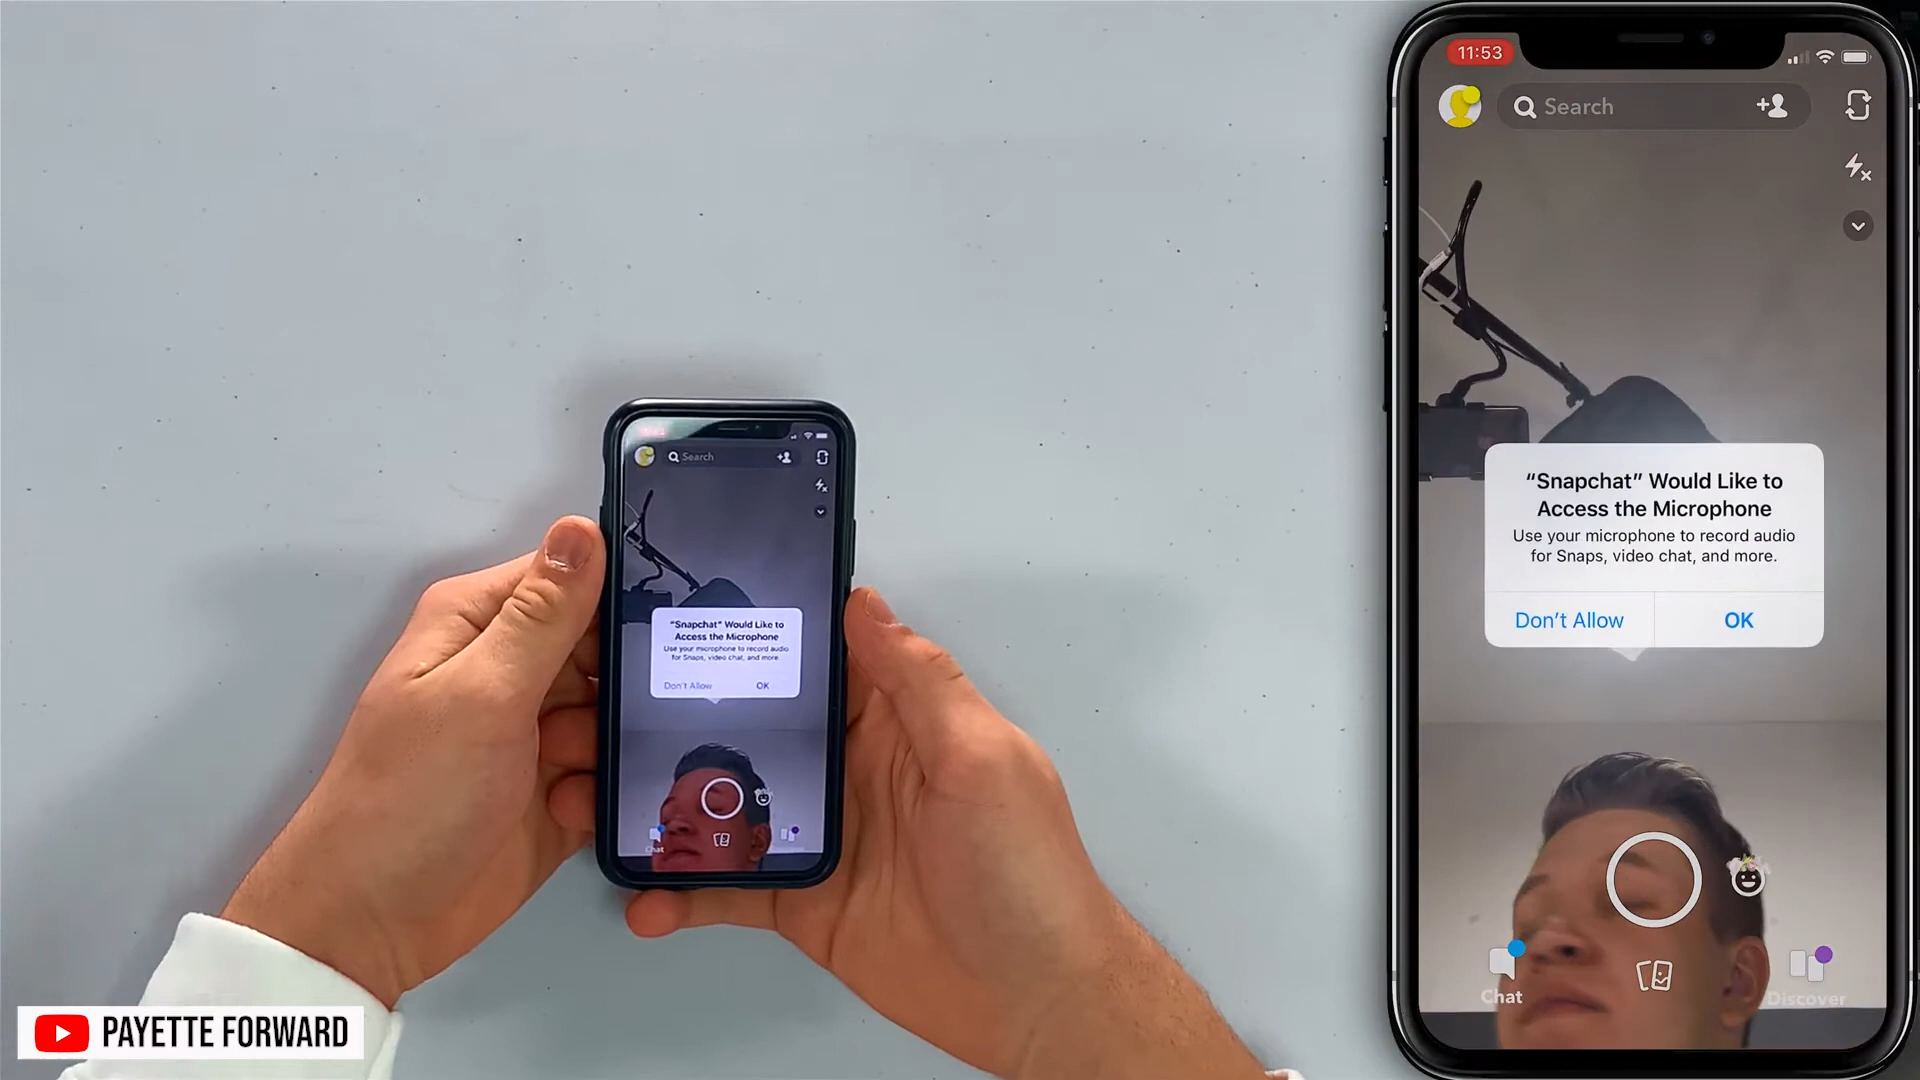 Search
"Snapchat" Would Like to
Access the Microphone
Use your microphone to record audio
for Snaps, video chat, and more.
Don't Allow
OK
Chat
PAYETTE FORWARD
11:53
Search
“Snapchat” Would Like to
Access the Microphone
Use your microphone to record audio
for Snaps, video chat, and more.
Don’t Allow
OK
Chat
Discover